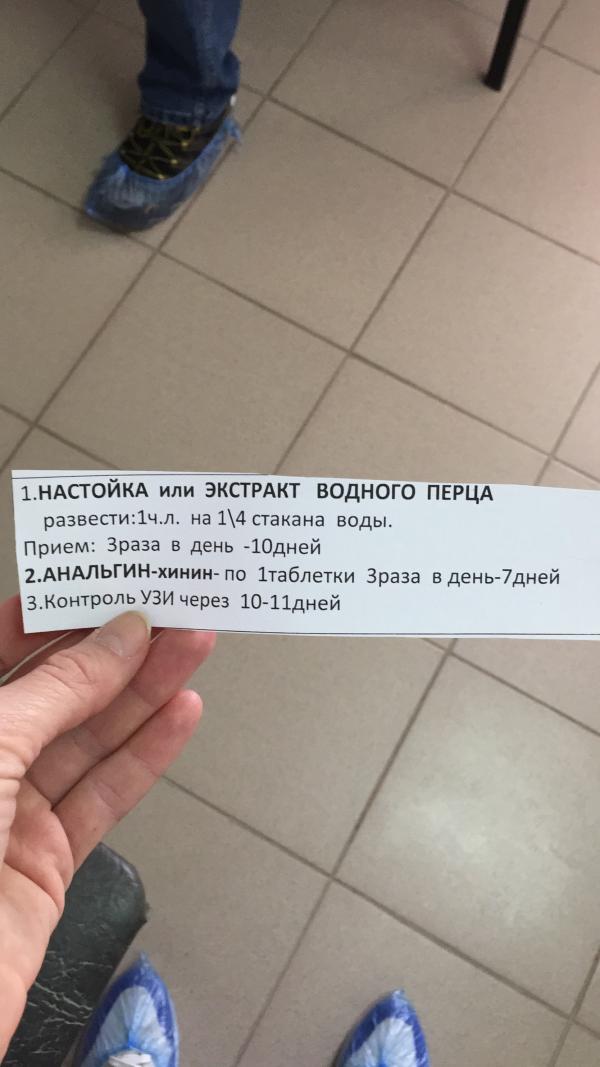 1.НАСТОЙКА или ЭКСТРАКТ ВОДНОГО ПЕРЦА
развести:1ч.л. на 1\4 стакана воды.
Прием: 3раза в день -10дней
2.АНАЛЬГИН-хинин- по 1таблетки 3раза в день-7дней
3.Контроль УЗИ через 10-11дней